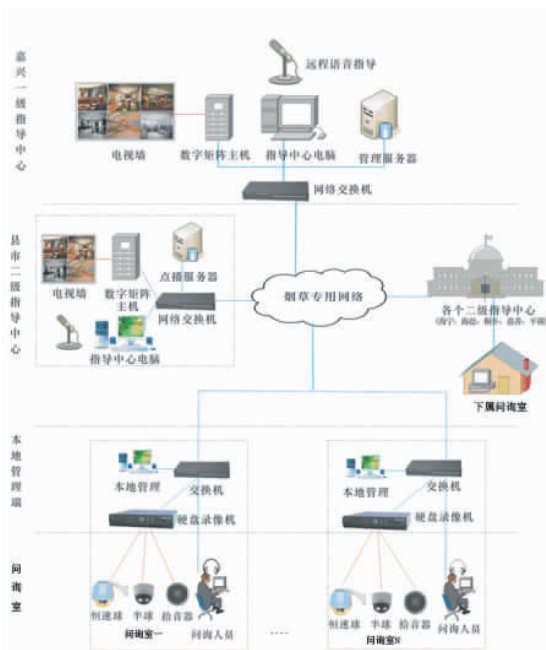 嘉兴一级指导中心
远程语音指导
电视墙
数字矩阵主机
指导中心电脑
管理服务器
网络交换机
县市二级指导中心
电视墙
数字矩阵
主机
点播服务器
网络交换机
指导中心电脑
烟草专用网络
各个二级指导中心
下属问询室
本地管理端
本地管理
交换机
硬盘录像机
本地管理
交换机
硬盘录像机
问询室
恒速球
半球
拾音器
问询人员
问询室一
....
恒速球
半球
拾音器
问询人员
问询室N